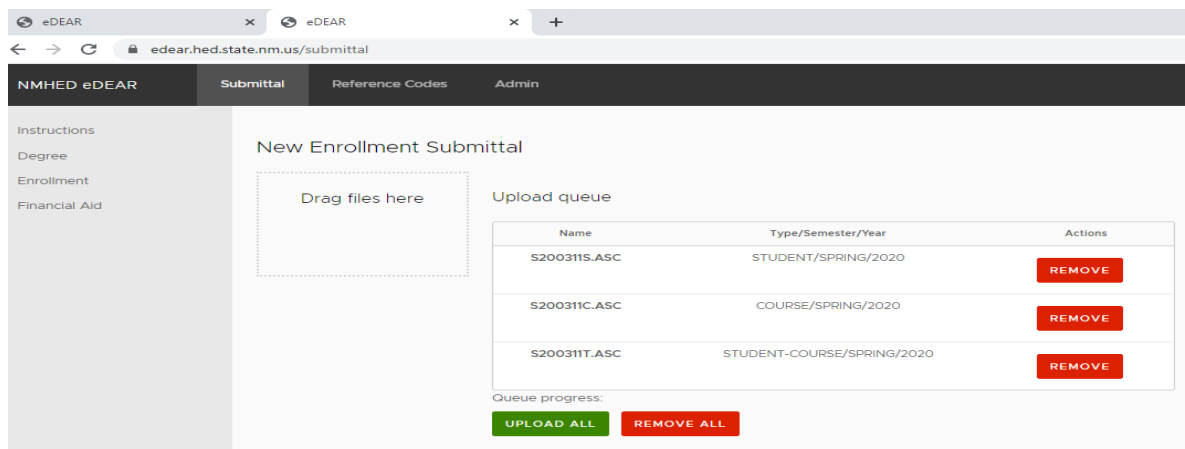 eDEAR × eDEAR × +
edear.hed.state.nm.us/submittal
NMHED eDEAR Submittal Reference Codes Admin
Instructions
Degree
Enrollment
Financial Aid
New Enrollment Submittal
Drag files here
Upload queue
Name Type/Semester/Year Actions
S200311S.ASC STUDENT/SPRING/2020 REMOVE
S200311C.ASC COURSE/SPRING/2020 REMOVE
S200311T.ASC STUDENT-COURSE/SPRING/2020 REMOVE
Queue progress:
UPLOAD ALL REMOVE ALL